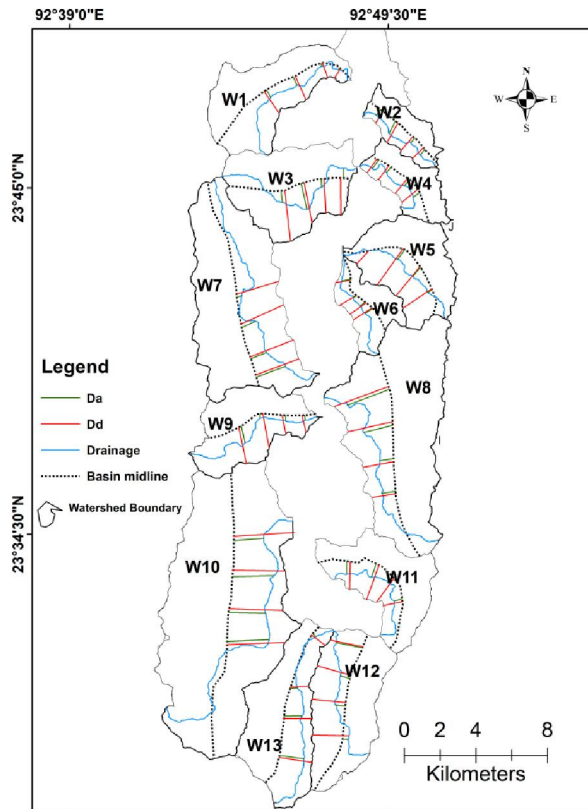 92°39'0"E 92°49'30"E
N
W E
S
W1
W2
W3
W4
23°45'0"N
W5
W7
W6
Legend
Da
Dd
Drainage
Basin midline
Watershed Boundary
W8
W9
23°34'30"N
W10
W11
W12
W13
0 2 4 8
Kilometers